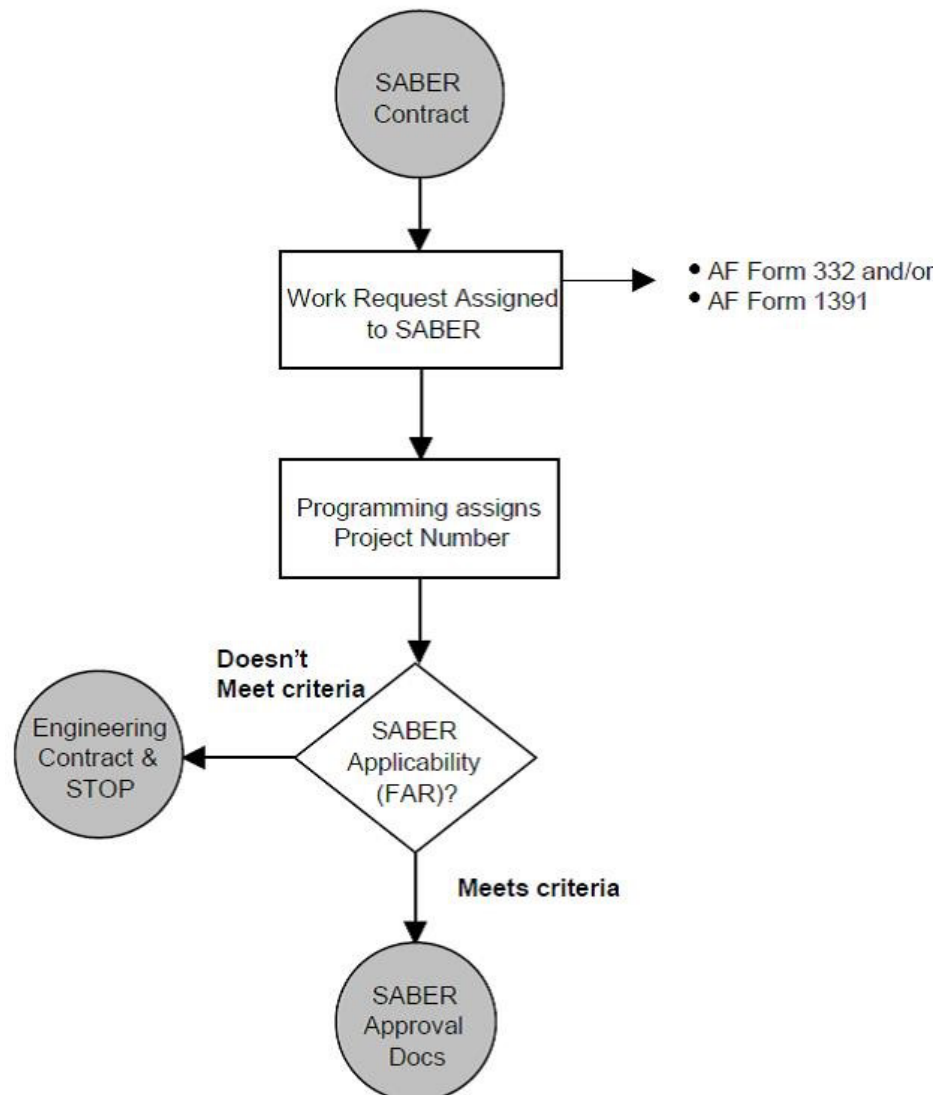 SABER
Contract
Work Request Assigned
to SABER
• AF Form 332 and/or
• AF Form 1391
Programming assigns
Project Number
Doesn't
Meet criteria
SABER
Applicability
(FAR)?
Engineering
Contract &
STOP
Meets criteria
SABER
Approval
Docs